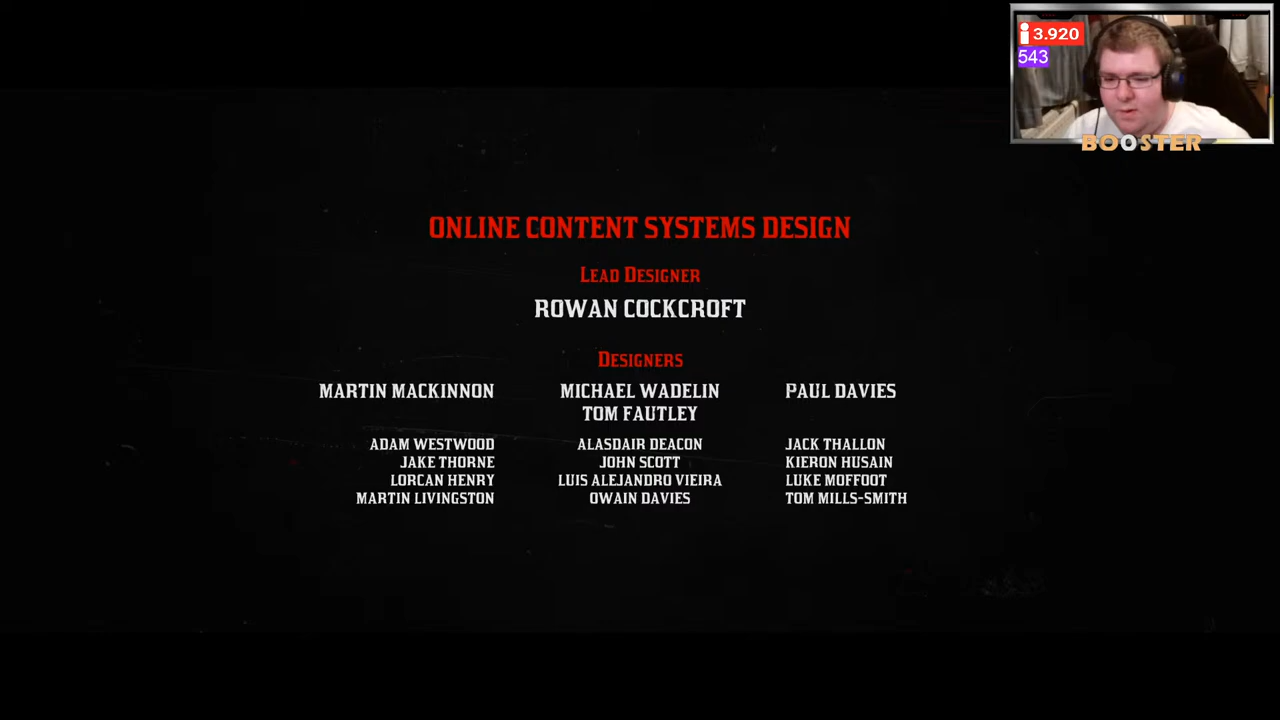 3.920
543
BOOSTER
ONLINE CONTENT SYSTEMS DESIGN
LEAD DESIGNER
ROWAN COCKCROFT
DESIGNERS
MARTIN MACKINNON MICHAEL WADELIN PAUL DAVIES
TOM FAUTLEY
ADAM WESTWOOD ALASDAIR DEACON JACK THALLON
JAKE THORNE JOHN SCOTT KIERON HUSAIN
LORCAN HENRY LUIS ALEJANDRO VIEIRA LUKE MOFFOOT
MARTIN LIVINGSTON OWAIN DAVIES TOM MILLS-SMITH